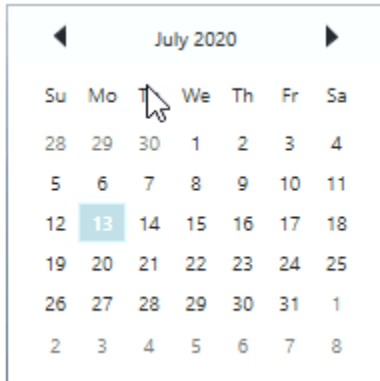 July 2020
Su Mo We Th Fr Sa
28 29 30 1 2 3 4
5 6 7 8 9 10 11
12 13 14 15 16 17 18
19 20 21 22 23 24 25
26 27 28 29 30 31 1
2 3 4 5 6 7 8